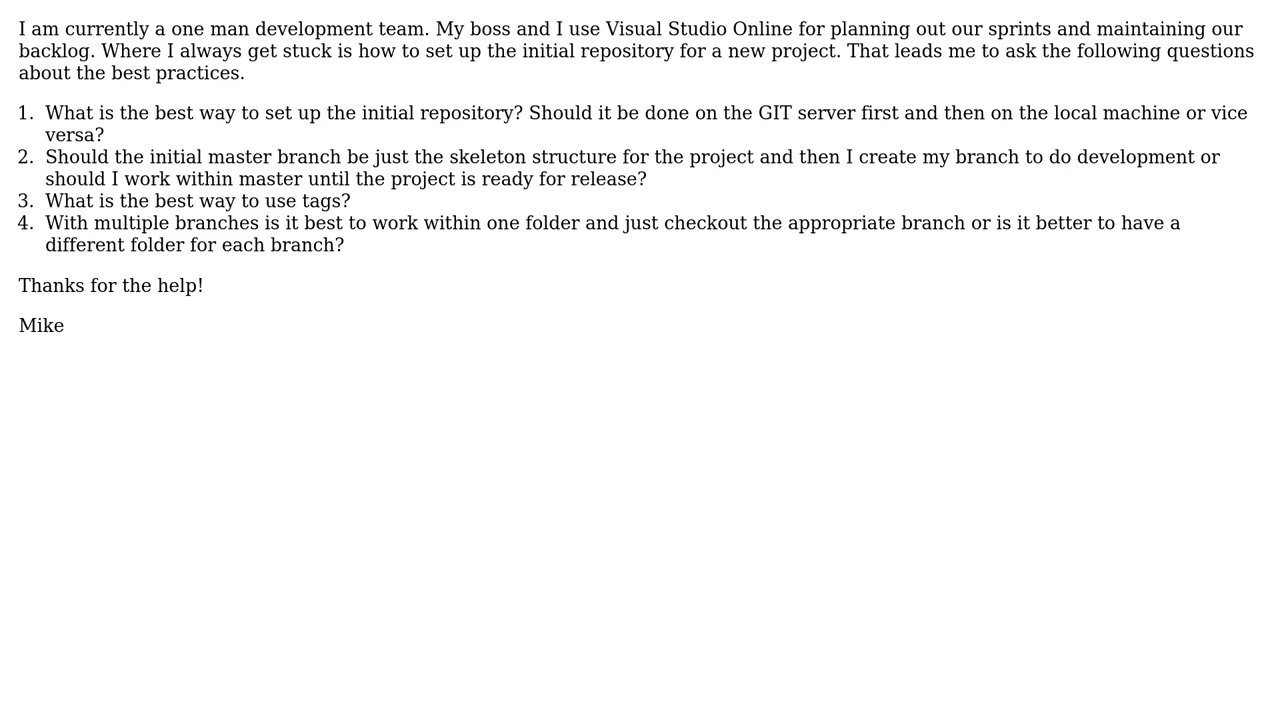 I am currently a one man development team. My boss and I use Visual Studio Online for planning out our sprints and maintaining our
backlog. Where I always get stuck is how to set up the initial repository for a new project. That leads me to ask the following questions
about the best practices.
1. What is the best way to set up the initial repository? Should it be done on the GIT server first and then on the local machine or vice
versa?
2. Should the initial master branch be just the skeleton structure for the project and then I create my branch to do development or
should I work within master until the project is ready for release?
3. What is the best way to use tags?
4. With multiple branches is it best to work within one folder and just checkout the appropriate branch or is it better to have a
different folder for each branch?
Thanks for the help!
Mike